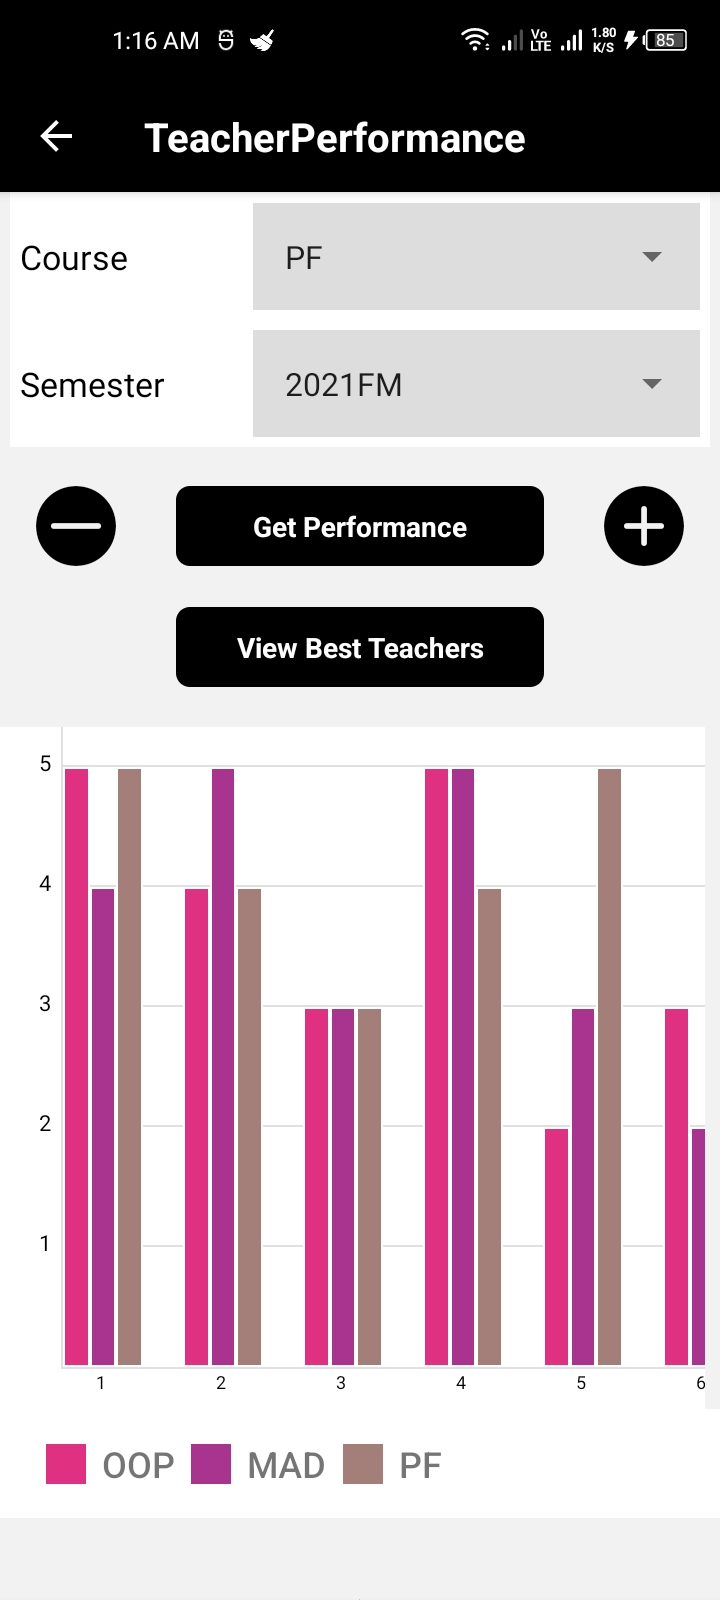 1:16 AM Vo LTE 1.80 K/S 85
TeacherPerformance
Course PF
Semester 2021FM
Get Performance
View Best Teachers
5
4
3
2
1
1 2 3 4 5 6
OOP MAD PF